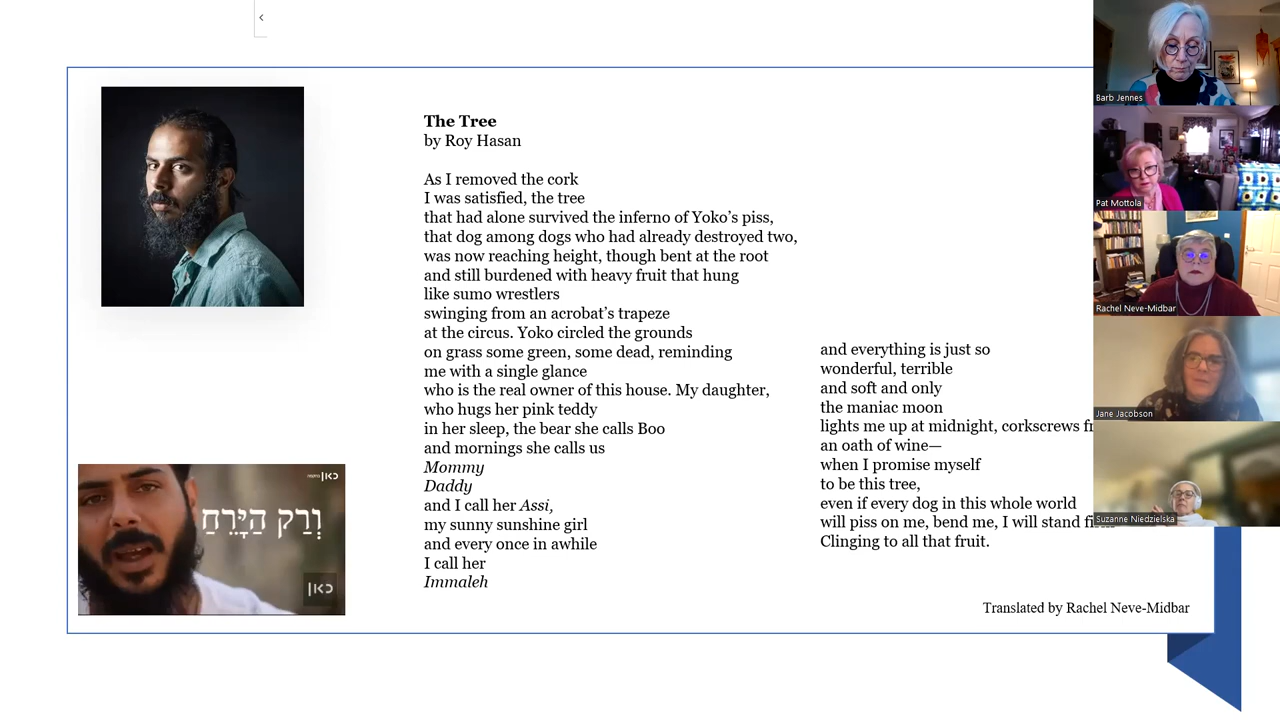 The Tree
by Roy Hasan
As I removed the cork
I was satisfied, the tree
that had alone survived the inferno of Yoko's piss,
that dog among dogs who had already destroyed two,
was now reaching height, though bent at the root
and still burdened with heavy fruit that hung
like sumo wrestlers
swinging from an acrobat's trapeze
at the circus. Yoko circled the grounds
on grass some green, some dead, reminding
me with a single glance
who is the real owner of this house. My daughter,
who hugs her pink teddy
in her sleep, the bear she calls Boo
and mornings she calls us
Mommy
Daddy
and I call her Assi,
my sunny sunshine girl
and every once in awhile
I call her
Immaleh
and everything is just so
wonderful, terrible
and soft and only
the maniac moon
lights me up at midnight, corkscrews
an oath of wine—
when I promise myself
to be this tree,
even if every dog in this whole world
will piss on me, bend me, I will stand
Clinging to all that fruit.
Translated by Rachel Neve-Midbar
וְרַק הַיָּרֵחַ
כאן
כאן
Barb Jennes
Pat Mottola
Rachel Neve-Midbar
Jane Jacobson
Suzanne Niedzielska